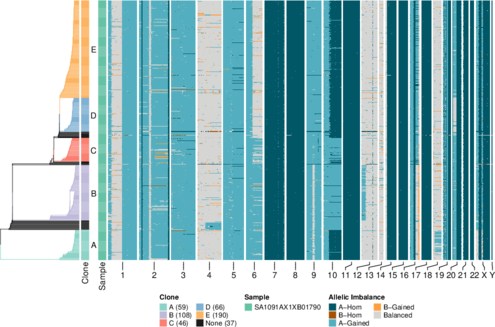 E
D
C
B
A
Clone
Sample
1 2 3 4 5 6 7 8 9 10 11 12 13 14 15 16 17 18 19 20 21 22 X Y
Clone Sample Allelic Imbalance
A (59) D (66) SA1091AX1XB01790 A-Hom B-Gained
B (108) E (190) B-Hom Balanced
C (46) None (37) A-Gained